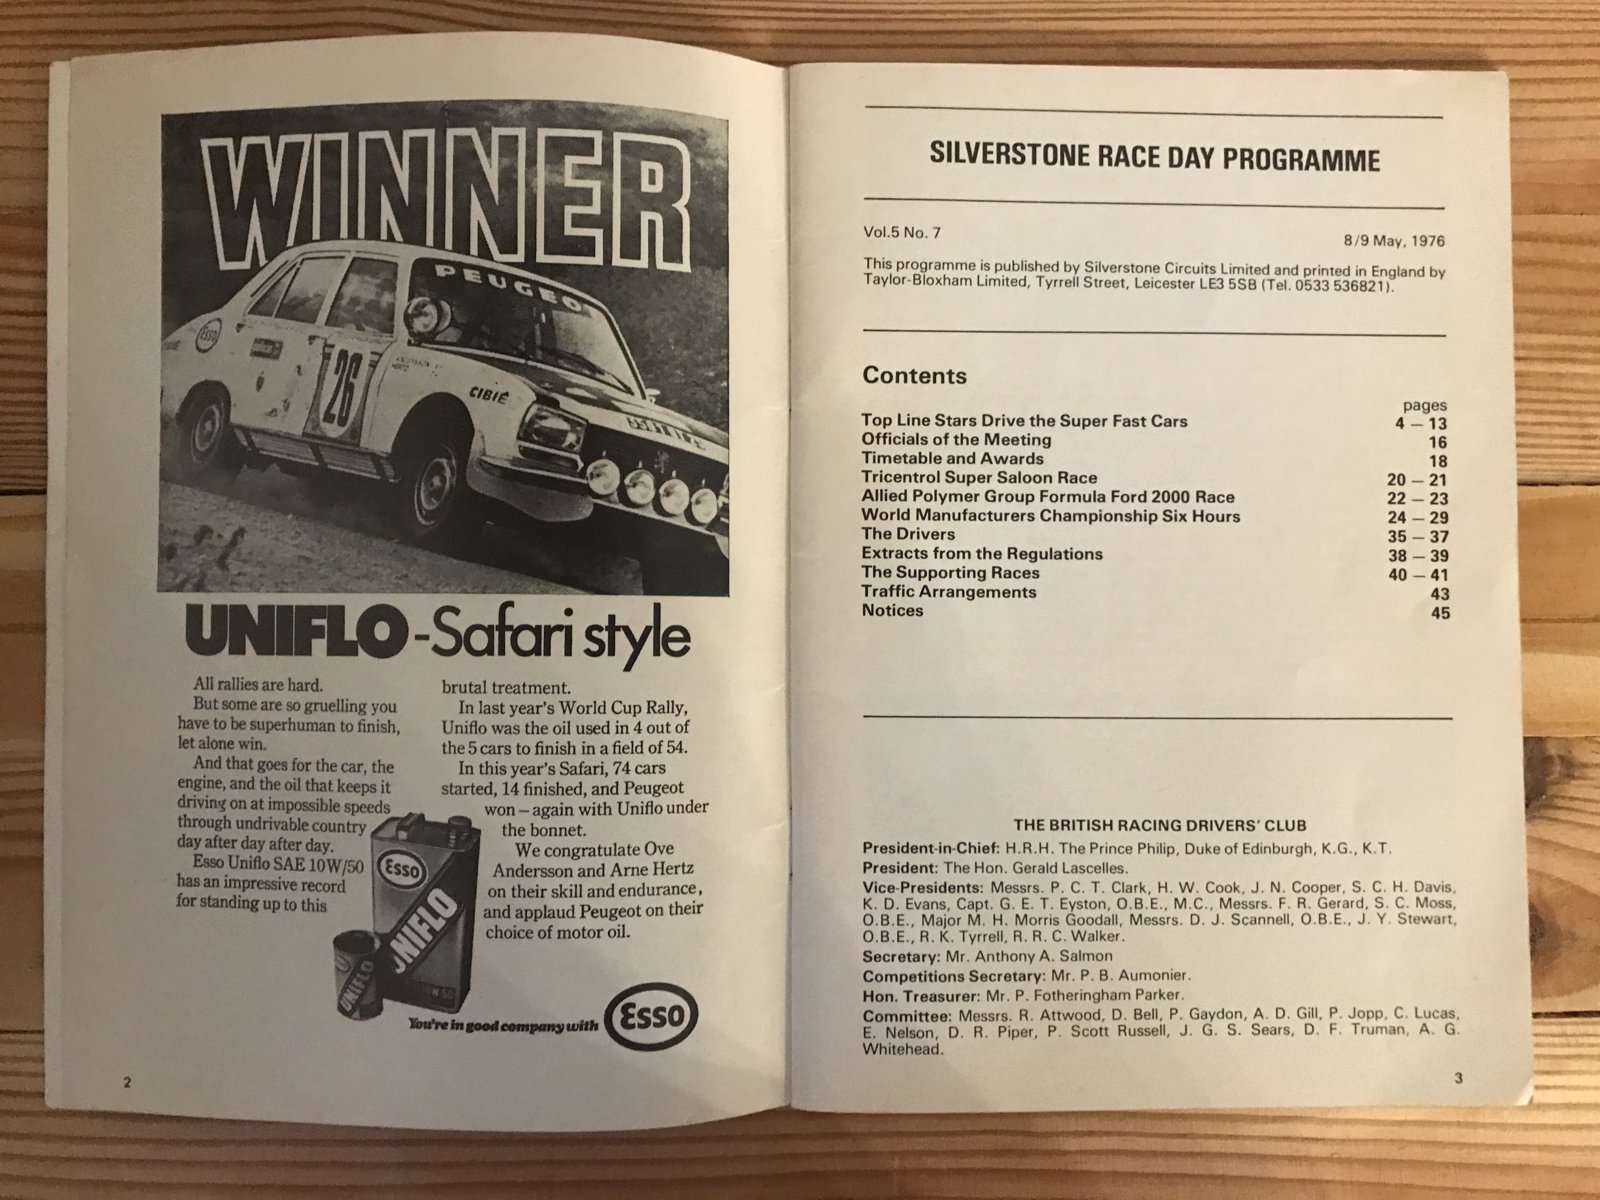 WINNER
PEUGEO
Esso
26
CIBIÉ
UNIFLO-Safari style
All rallies are hard.
But some are so gruelling you
have to be superhuman to finish,
let alone win.
And that goes for the car, the
engine, and the oil that keeps it
driving on at impossible speeds
through undrivable country
day after day after day.
Esso Uniflo SAE 10W/50
has an impressive record
for standing up to this
brutal treatment.
In last year's World Cup Rally,
Uniflo was the oil used in 4 out of
the 5 cars to finish in a field of 54.
In this year's Safari, 74 cars
started, 14 finished, and Peugeot
won – again with Uniflo under
the bonnet.
We congratulate Ove
Andersson and Arne Hertz
on their skill and endurance,
and applaud Peugeot on their
choice of motor oil.
Esso
UNIFLO
Esso
UNIFLO
You're in good company with
Esso
2
SILVERSTONE RACE DAY PROGRAMME
Vol.5 No. 7
8/9 May, 1976
This programme is published by Silverstone Circuits Limited and printed in England by
Taylor-Bloxham Limited, Tyrrell Street, Leicester LE3 5SB (Tel. 0533 536821).
Contents
pages
Top Line Stars Drive the Super Fast Cars 4 – 13
Officials of the Meeting 16
Timetable and Awards 18
Tricentrol Super Saloon Race 20 – 21
Allied Polymer Group Formula Ford 2000 Race 22 – 23
World Manufacturers Championship Six Hours 24 – 29
The Drivers 35 – 37
Extracts from the Regulations 38 – 39
The Supporting Races 40 – 41
Traffic Arrangements 43
Notices 45
THE BRITISH RACING DRIVERS' CLUB
President-in-Chief: H.R.H. The Prince Philip, Duke of Edinburgh, K.G., K.T.
President: The Hon. Gerald Lascelles.
Vice-Presidents: Messrs. P. C. T. Clark, H. W. Cook, J. N. Cooper, S. C. H. Davis,
K. D. Evans, Capt. G. E. T. Eyston, O.B.E., M.C., Messrs. F. R. Gerard, S. C. Moss,
O.B.E., Major M. H. Morris Goodall, Messrs. D. J. Scannell, O.B.E., J. Y. Stewart,
O.B.E., R. K. Tyrrell, R. R. C. Walker.
Secretary: Mr. Anthony A. Salmon
Competitions Secretary: Mr. P. B. Aumonier.
Hon. Treasurer: Mr. P. Fotheringham Parker.
Committee: Messrs. R. Attwood, D. Bell, P. Gaydon, A. D. Gill, P. Jopp, C. Lucas,
E. Nelson, D. R. Piper, P. Scott Russell, J. G. S. Sears, D. F. Truman, A. G.
Whitehead.
3